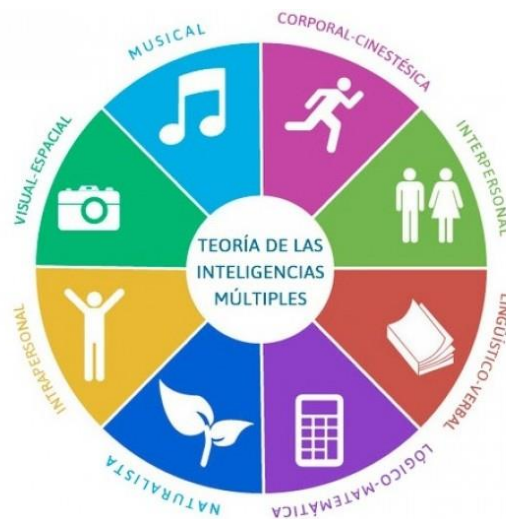 MUSICAL
CORPORAL-CINESTÉSICA
INTERPERSONAL
LINGÜÍSTICO-VERBAL
LÓGICO-MATEMÁTICA
NATURALISTA
INTRAPERSONAL
VISUAL-ESPACIAL
TEORÍA DE LAS
INTELIGENCIAS
MÚLTIPLES